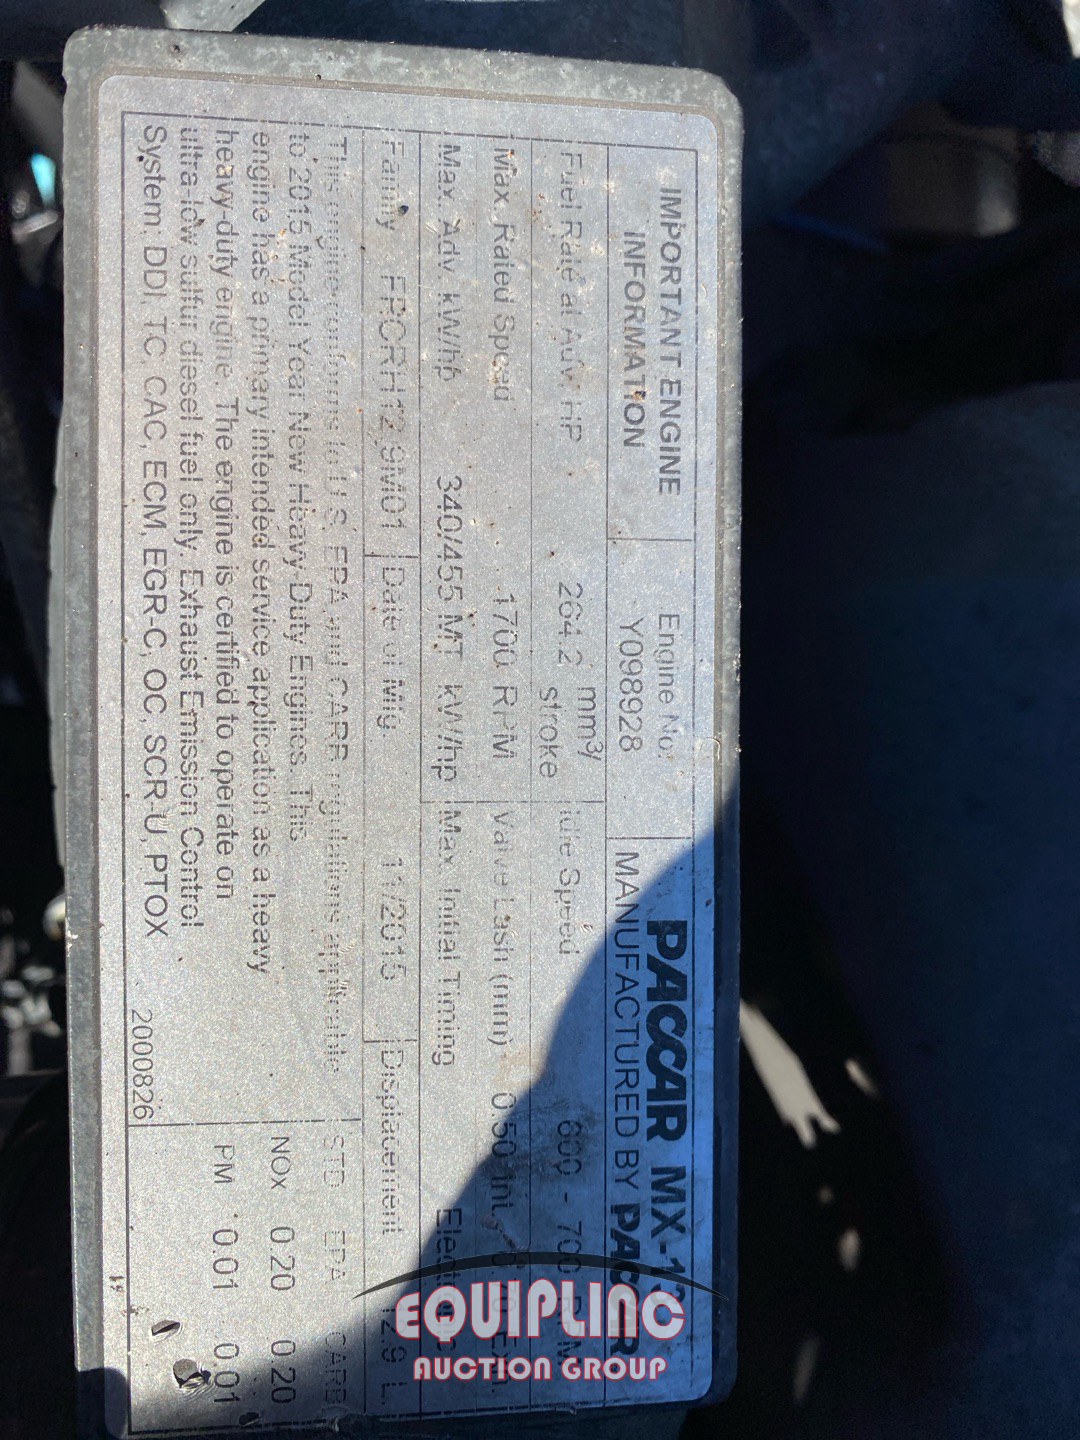 IMPORTANT ENGINE
INFORMATION
Engine No:
Y098928
PACCAR MX-13
MANUFACTURED BY PACCAR
Fuel Rate at Adv. HP
264.2 mm3/
stroke
Idle Speed
600 - 700 RPM
Max. Rated Speed
1700 RPM
Valve Lash (mm)
0.50 Int.
Exh.
Max. Adv. kW/hp
340/455 MT kW/hp
Max. Initial Timing
Electronic
Family
FPCRH12.9M01
Date of Mfg.
11/2015
Displacement
12.9 L
This engine conforms to U.S. EPA and CARB regulations applicable
to 2015 Model Year New Heavy-Duty Engines. This
engine has a primary intended service application as a heavy
heavy-duty engine. The engine is certified to operate on
ultra-low sulfur diesel fuel only. Exhaust Emission Control
System: DDI, TC, CAC, ECM, EGR-C, OC, SCR-U, PTOX
2000826
STD EPA CARB
NOX 0.20 0.20
PM 0.01 0.01
EQUIPLINC
AUCTION GROUP